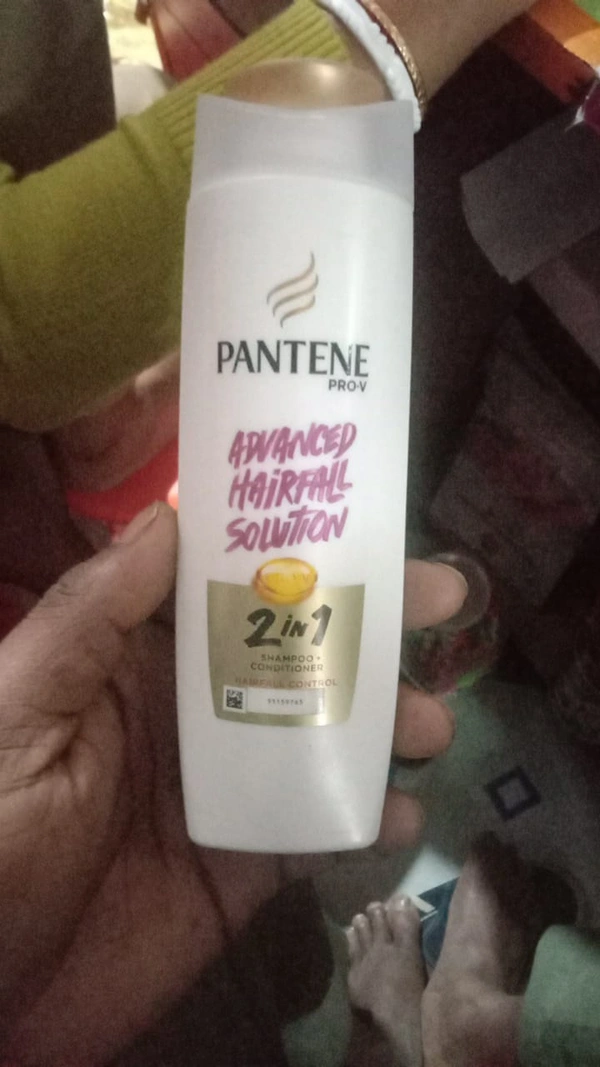 PANTENE
PRO-V
ADVANCED
HAIRFALL
SOLUTION
2 in 1
SHAMPOO +
CONDITIONER
HAIRFALL CONTROL